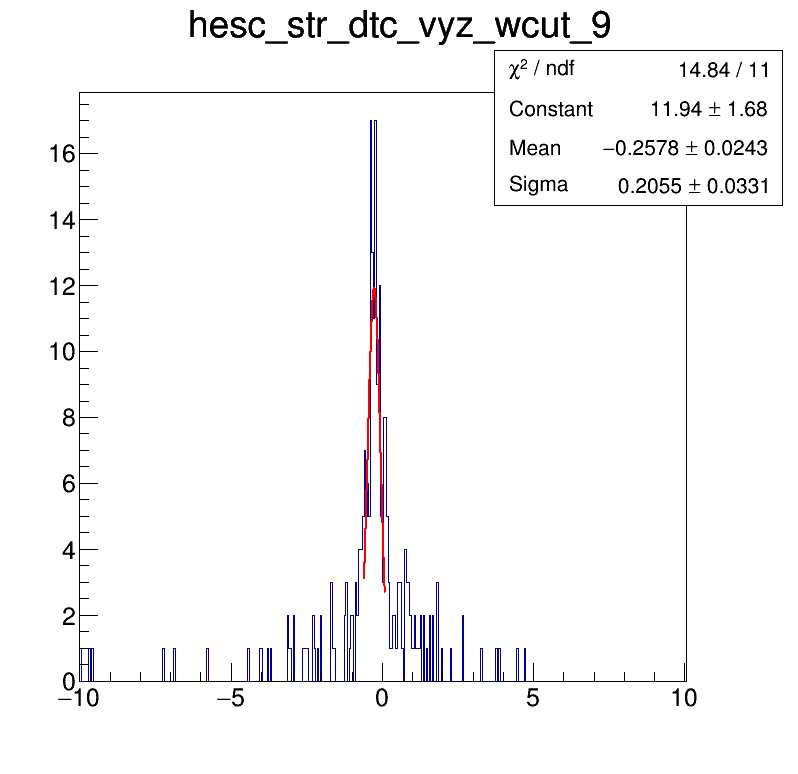 hesc_str_dtc_vyz_wcut_9
χ² / ndf 14.84 / 11
Constant 11.94 ± 1.68
Mean −0.2578 ± 0.0243
Sigma 0.2055 ± 0.0331
16
14
12
10
8
6
4
2
0
−10 −5 0 5 10